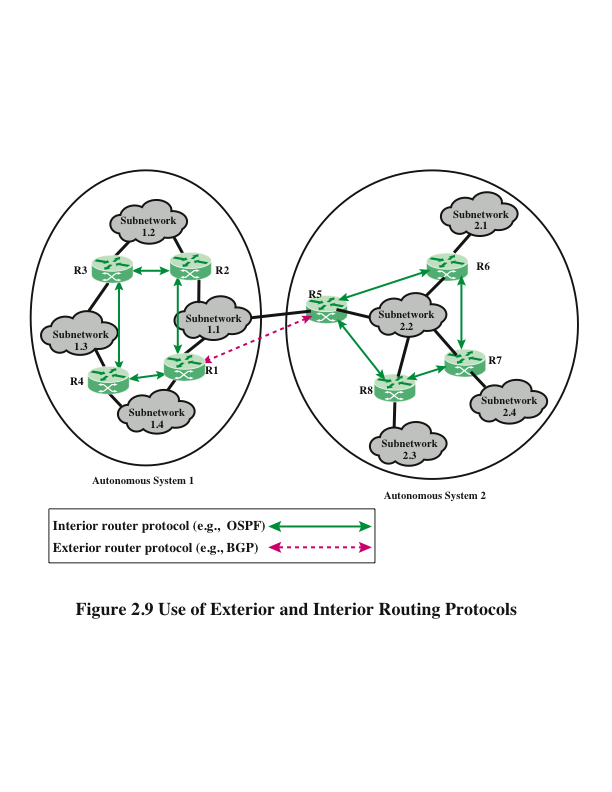 Subnetwork
1.2
Subnetwork
2.1
R3
R2
R6
R5
Subnetwork
1.1
Subnetwork
2.2
Subnetwork
1.3
R1
R7
R4
R8
Subnetwork
1.4
Subnetwork
2.4
Subnetwork
2.3
Autonomous System 1
Autonomous System 2
Interior router protocol (e.g., OSPF)
Exterior router protocol (e.g., BGP)
Figure 2.9 Use of Exterior and Interior Routing Protocols